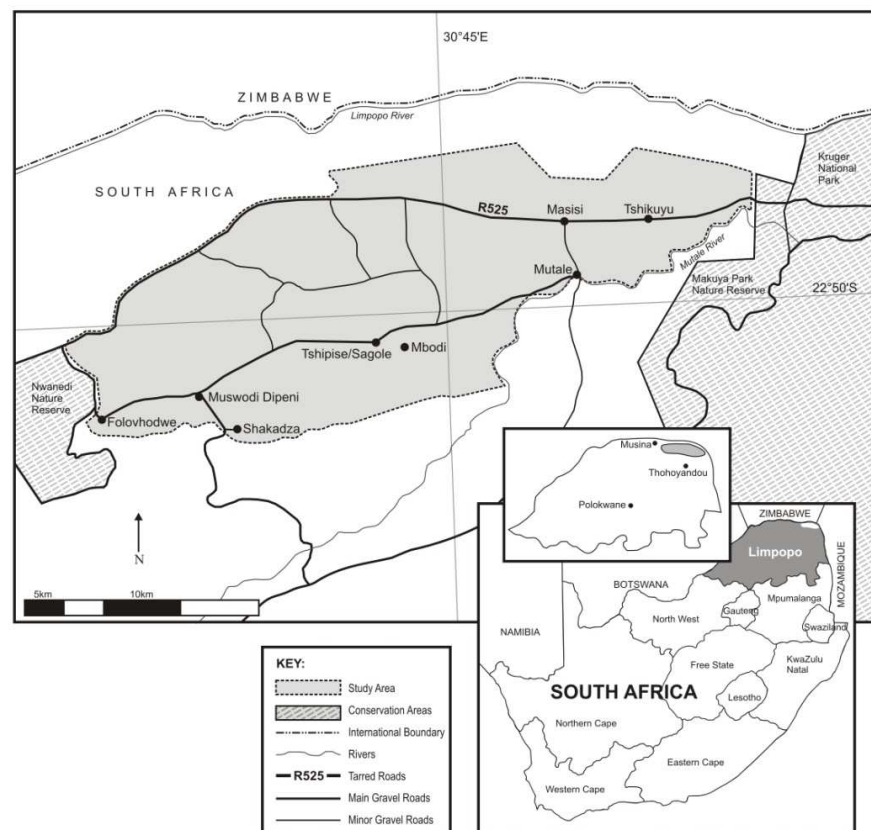 30°45'E
ZIMBABWE
Limpopo River
SOUTH AFRICA
Kruger
National
Park
R525
Masisi
Tshikuyu
Mutale River
Mutale
Makuya Park
Nature Reserve
22°50'S
Tshipise/Sagole
Mbodi
Nwanedi
Nature
Reserve
Muswodi Dipeni
Folovhodwe
Shakadza
N
5km
10km
Musina
Thohoyandou
Polokwane
ZIMBABWE
Limpopo
MOZAMBIQUE
BOTSWANA
Mpumalanga
North West
Gauteng
Swaziland
NAMIBIA
Free State
KwaZulu
Natal
SOUTH AFRICA
Lesotho
Northern Cape
Eastern Cape
Western Cape
KEY:
Study Area
Conservation Areas
International Boundary
Rivers
R525 Tarred Roads
Main Gravel Roads
Minor Gravel Roads